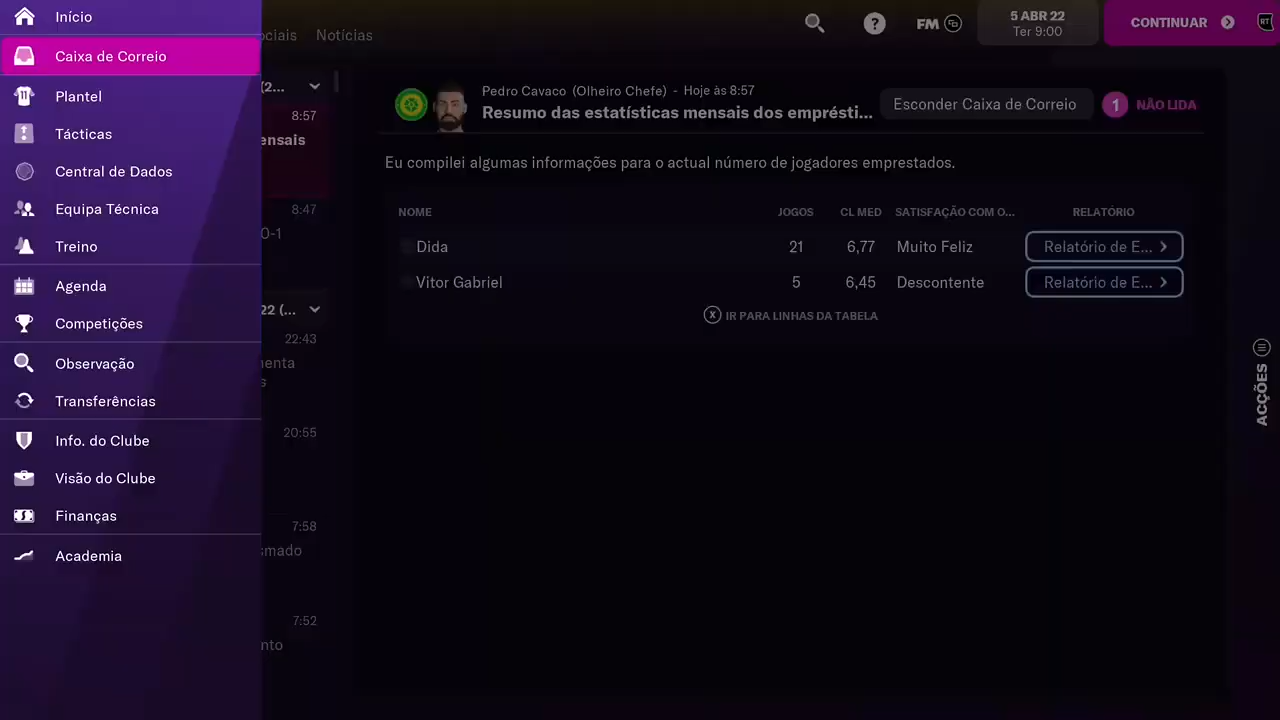 Início
Caixa de Correio
Plantel
Tácticas
Central de Dados
Equipa Técnica
Treino
Agenda
Competições
Observação
Transferências
Info. do Clube
Visão do Clube
Finanças
Academia
ociais Notícias
FM
5 ABR 22
Ter 9:00
CONTINUAR
RT
(2...
8:57
ensais
8:47
0-1
22 (...
22:43
nenta
s
20:55
7:58
smado
7:52
nto
Pedro Cavaco (Olheiro Chefe) - Hoje às 8:57
Resumo das estatísticas mensais dos emprésti...
Esconder Caixa de Correio
1 NÃO LIDA
Eu compilei algumas informações para o actual número de jogadores emprestados.
NOME JOGOS CL MED SATISFAÇÃO COM O... RELATÓRIO
Dida 21 6,77 Muito Feliz Relatório de E...
Vitor Gabriel 5 6,45 Descontente Relatório de E...
X IR PARA LINHAS DA TABELA
ACÇÕES